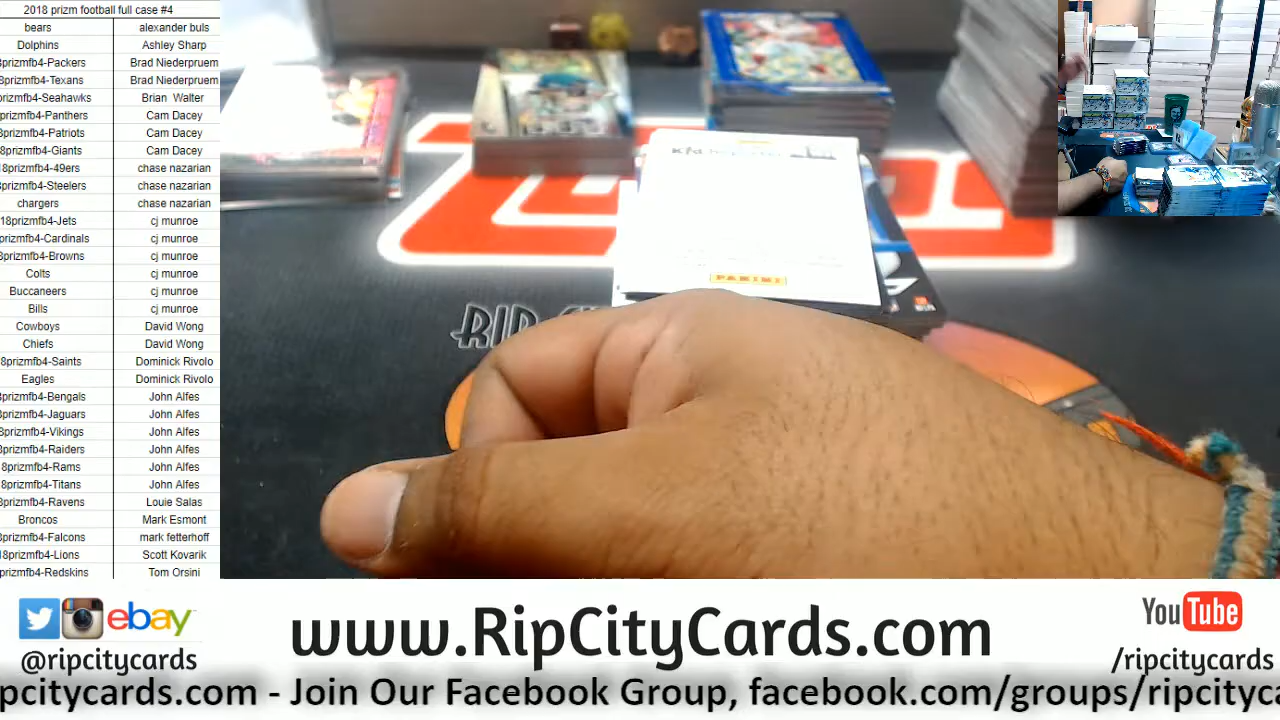 2018 prizm football full case #4
bears alexander buls
Dolphins Ashley Sharp
8prizmfb4-Packers Brad Niederpruem
8prizmfb4-Texans Brad Niederpruem
prizmfb4-Seahawks Brian Walter
prizmfb4-Panthers Cam Dacey
prizmfb4-Patriots Cam Dacey
8prizmfb4-Giants Cam Dacey
18prizmfb4-49ers chase nazarian
prizmfb4-Steelers chase nazarian
chargers chase nazarian
18prizmfb4-Jets cj munroe
prizmfb4-Cardinals cj munroe
8prizmfb4-Browns cj munroe
Colts cj munroe
Buccaneers cj munroe
Bills cj munroe
Cowboys David Wong
Chiefs David Wong
8prizmfb4-Saints Dominick Rivolo
Eagles Dominick Rivolo
prizmfb4-Bengals John Alfes
prizmfb4-Jaguars John Alfes
8prizmfb4-Vikings John Alfes
prizmfb4-Raiders John Alfes
8prizmfb4-Rams John Alfes
8prizmfb4-Titans John Alfes
prizmfb4-Ravens Louie Salas
Broncos Mark Esmont
prizmfb4-Falcons mark fetterhoff
18prizmfb4-Lions Scott Kovarik
prizmfb4-Redskins Tom Orsini
PANINI
RIP
ebay
@ripcitycards
www.RipCityCards.com
YouTube
/ripcitycards
pcitycards.com - Join Our Facebook Group, facebook.com/groups/ripcityca